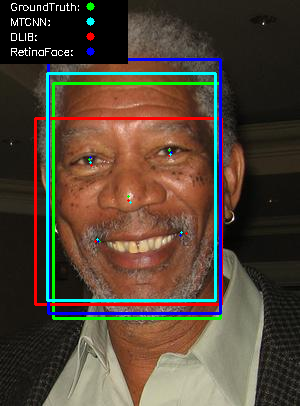 GroundTruth:
MTCNN:
DLIB:
RetinaFace: